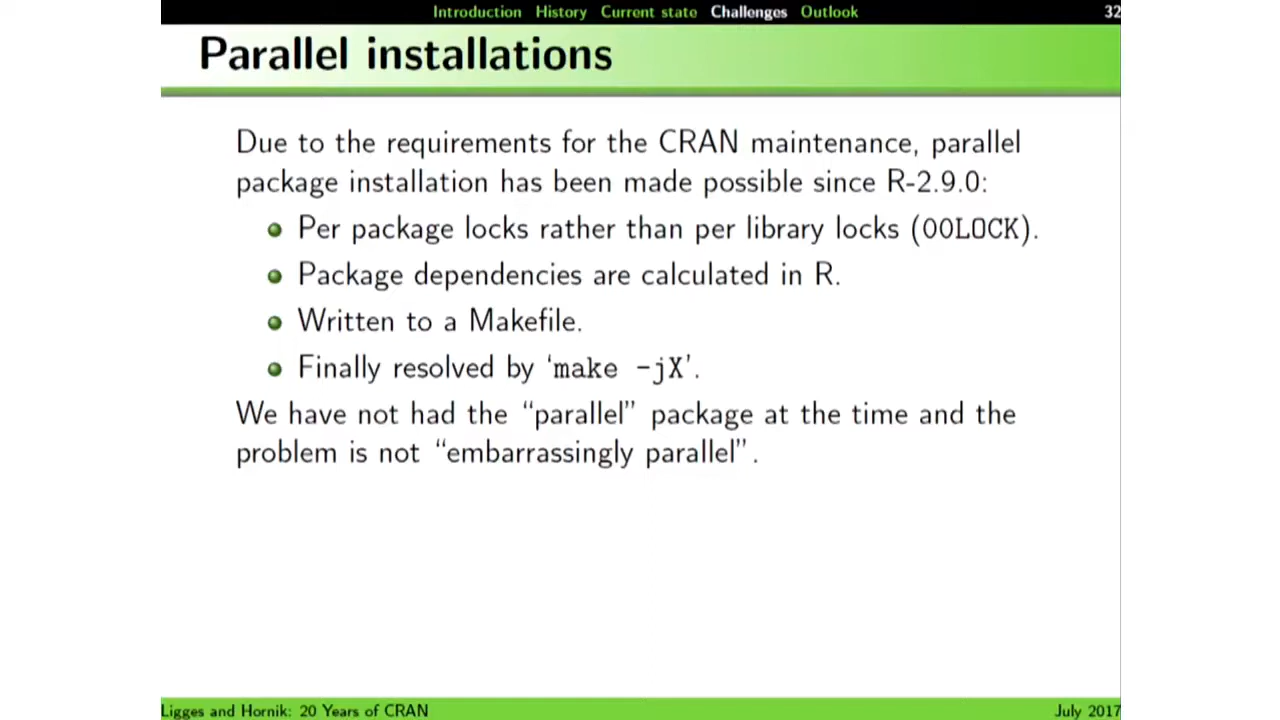 Introduction History Current state Challenges Outlook 32
Parallel installations
Due to the requirements for the CRAN maintenance, parallel
package installation has been made possible since R-2.9.0:
Per package locks rather than per library locks (00LOCK).
Package dependencies are calculated in R.
Written to a Makefile.
Finally resolved by ‘make -jX’.
We have not had the “parallel” package at the time and the
problem is not “embarrassingly parallel”.
Ligges and Hornik: 20 Years of CRAN July 2017